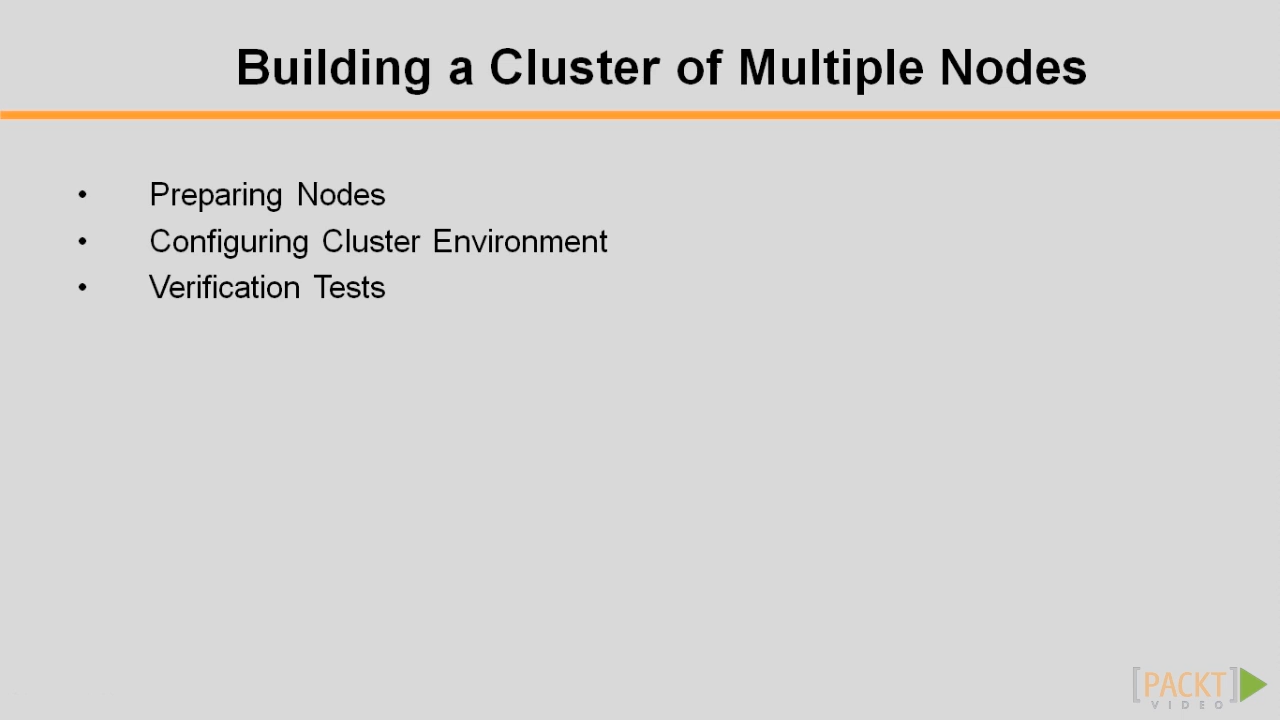 Building a Cluster of Multiple Nodes
• Preparing Nodes
• Configuring Cluster Environment
• Verification Tests
[PACKT]
VIDEO